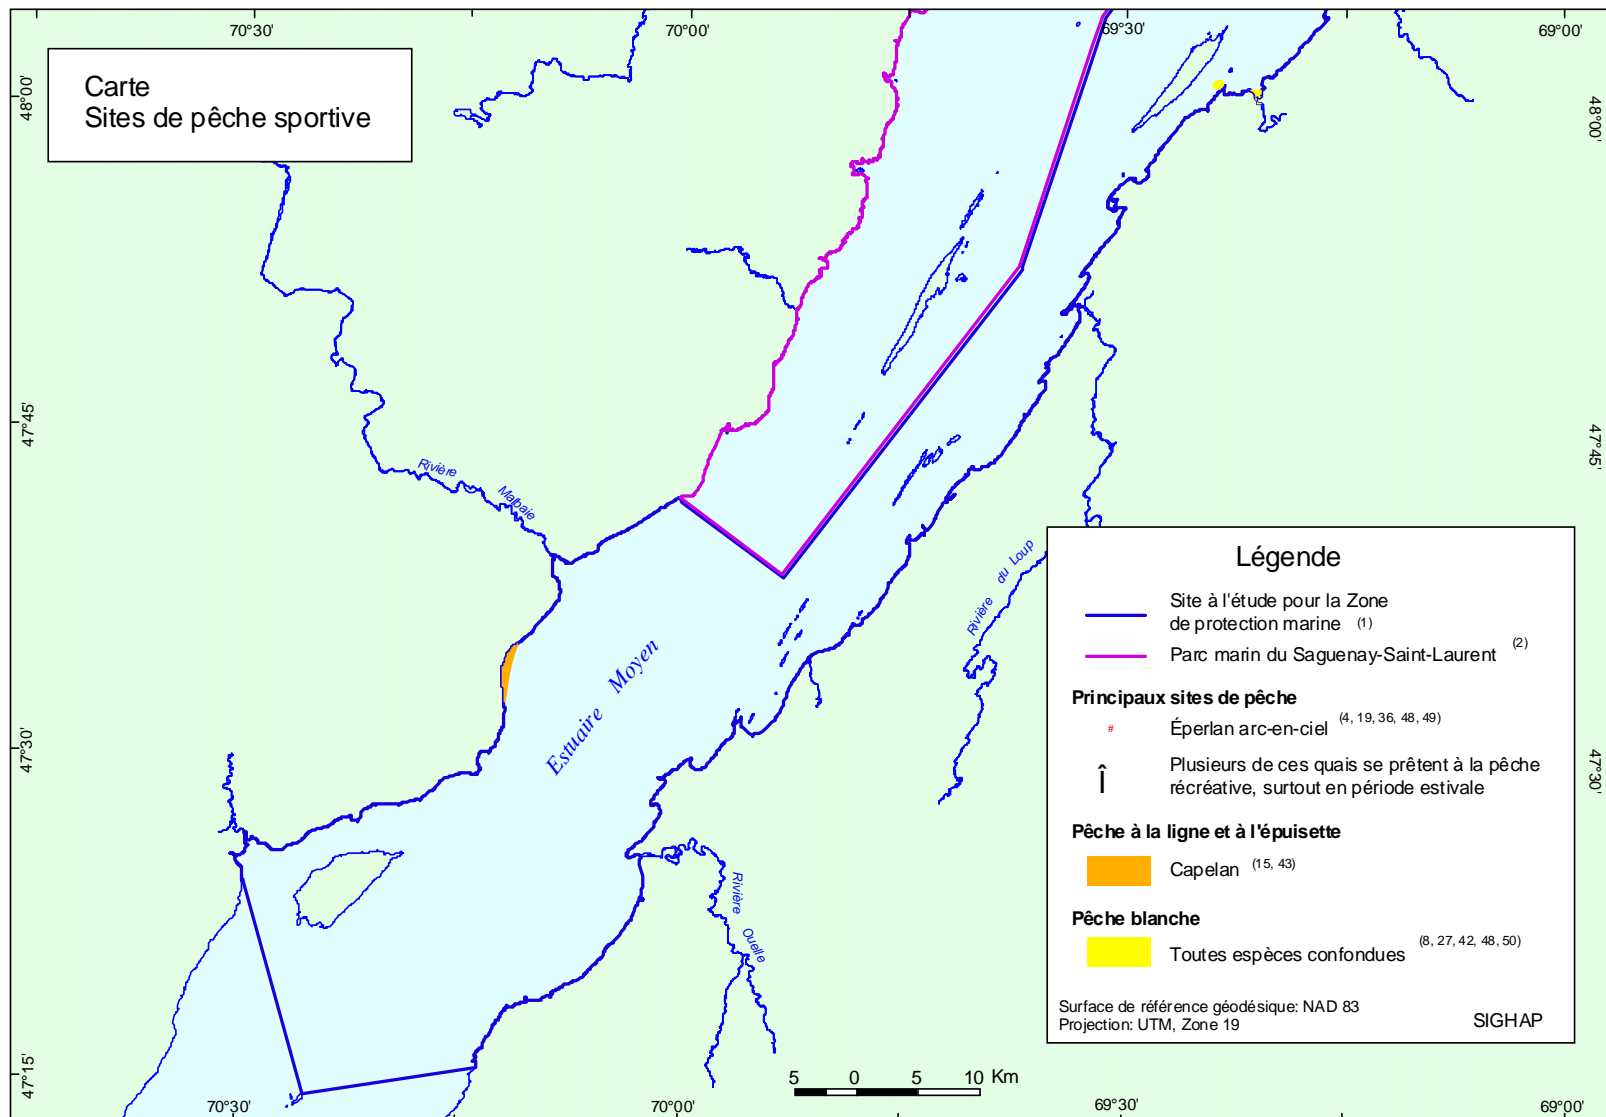 70°30'
70°00'
69°30'
69°00'
Carte
Sites de pêche sportive
48°00'
48°00'
47°45'
47°45'
Rivière
Malbaie
Estuaire Moyen
Rivière du Loup
Rivière
Ouelle
47°30'
47°30'
47°15'
Légende
Site à l'étude pour la Zone
de protection marine (1)
Parc marin du Saguenay-Saint-Laurent (2)
Principaux sites de pêche
# Éperlan arc-en-ciel (4, 19, 36, 48, 49)
Î Plusieurs de ces quais se prêtent à la pêche
récréative, surtout en période estivale
Pêche à la ligne et à l'épuisette
Capelan (15, 43)
Pêche blanche
Toutes espèces confondues (8, 27, 42, 48, 50)
Surface de référence géodésique: NAD 83
Projection: UTM, Zone 19
SIGHAP
5 0 5 10 Km
70°30'
70°00'
69°30'
69°00'